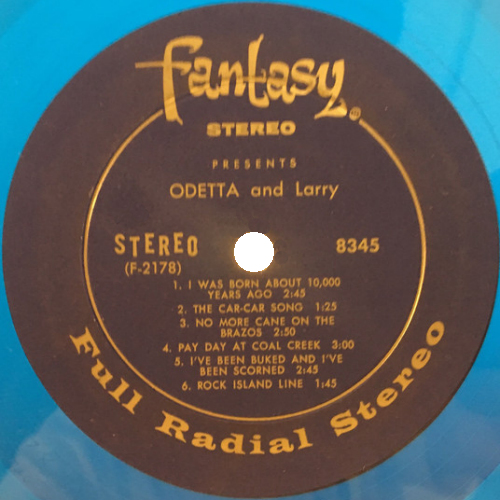 Fantasy
STEREO
PRESENTS
ODETTA and Larry
STEREO
8345
(F-2178)
1. I WAS BORN ABOUT 10,000
YEARS AGO 2:45
2. THE CAR-CAR SONG 1:25
3. NO MORE CANE ON THE
BRAZOS 2:50
4. PAY DAY AT COAL CREEK 3:00
5. I'VE BEEN BUKED AND I'VE
BEEN SCORNED 2:45
6. ROCK ISLAND LINE 1:45
Full Radial Stereo